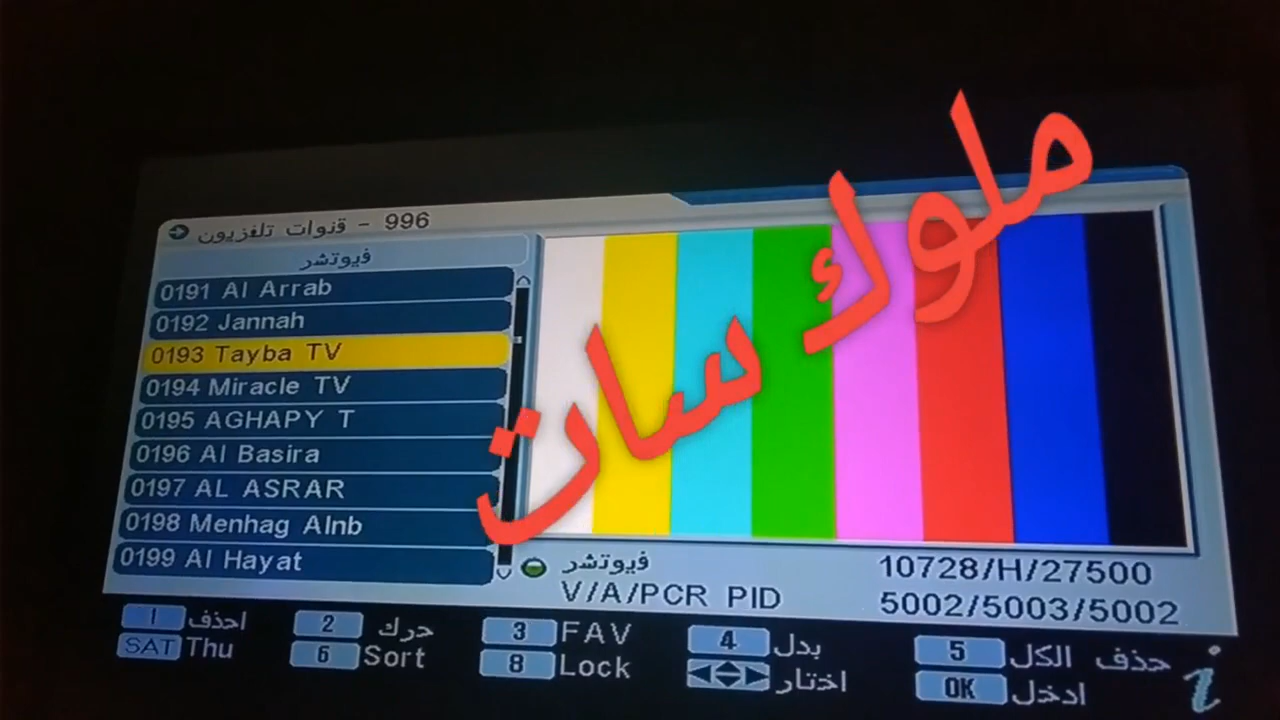 قنوات تلفزيون - 996
فيوتشر
0191 Al Arrab
0192 Jannah
0193 Tayba TV
0194 Miracle TV
0195 AGHAPY T
0196 Al Basira
0197 AL ASRAR
0198 Menhag Alnb
0199 Al Hayat
ملوك سات
فيوتشر 10728/H/27500
V/A/PCR PID 5002/5003/5002
1 احذف 2 حرك 3 FAV 4 بدل 5 حذف الكل
SAT Thu 6 Sort 8 Lock اختار OK ادخل
i